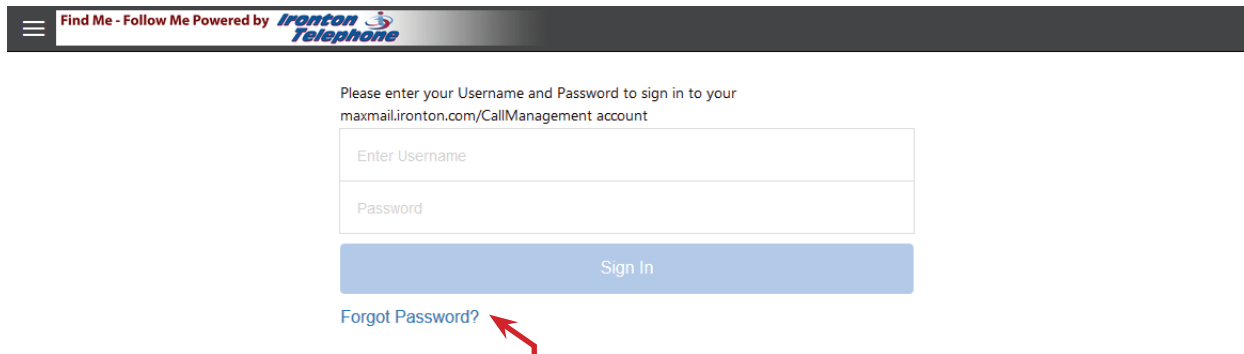 Find Me - Follow Me Powered by Ironton
Telephone
Please enter your Username and Password to sign in to your
maxmail.ironton.com/CallManagement account
Enter Username
Password
Sign In
Forgot Password?